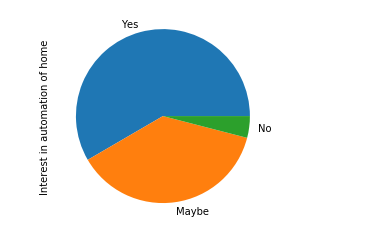 Yes
Interest in automation of home
No
Maybe